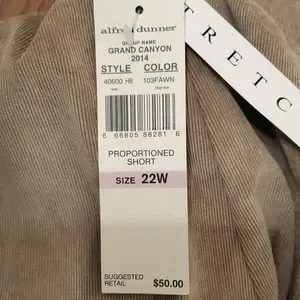 alfred dunner
GROUP NAME
GRAND CANYON
2014
STYLE COLOR
40600 HB 103FAWN
6 66805 88281 6
PROPORTIONED
SHORT
SIZE 22W
SUGGESTED
RETAIL $50.00
TRETC